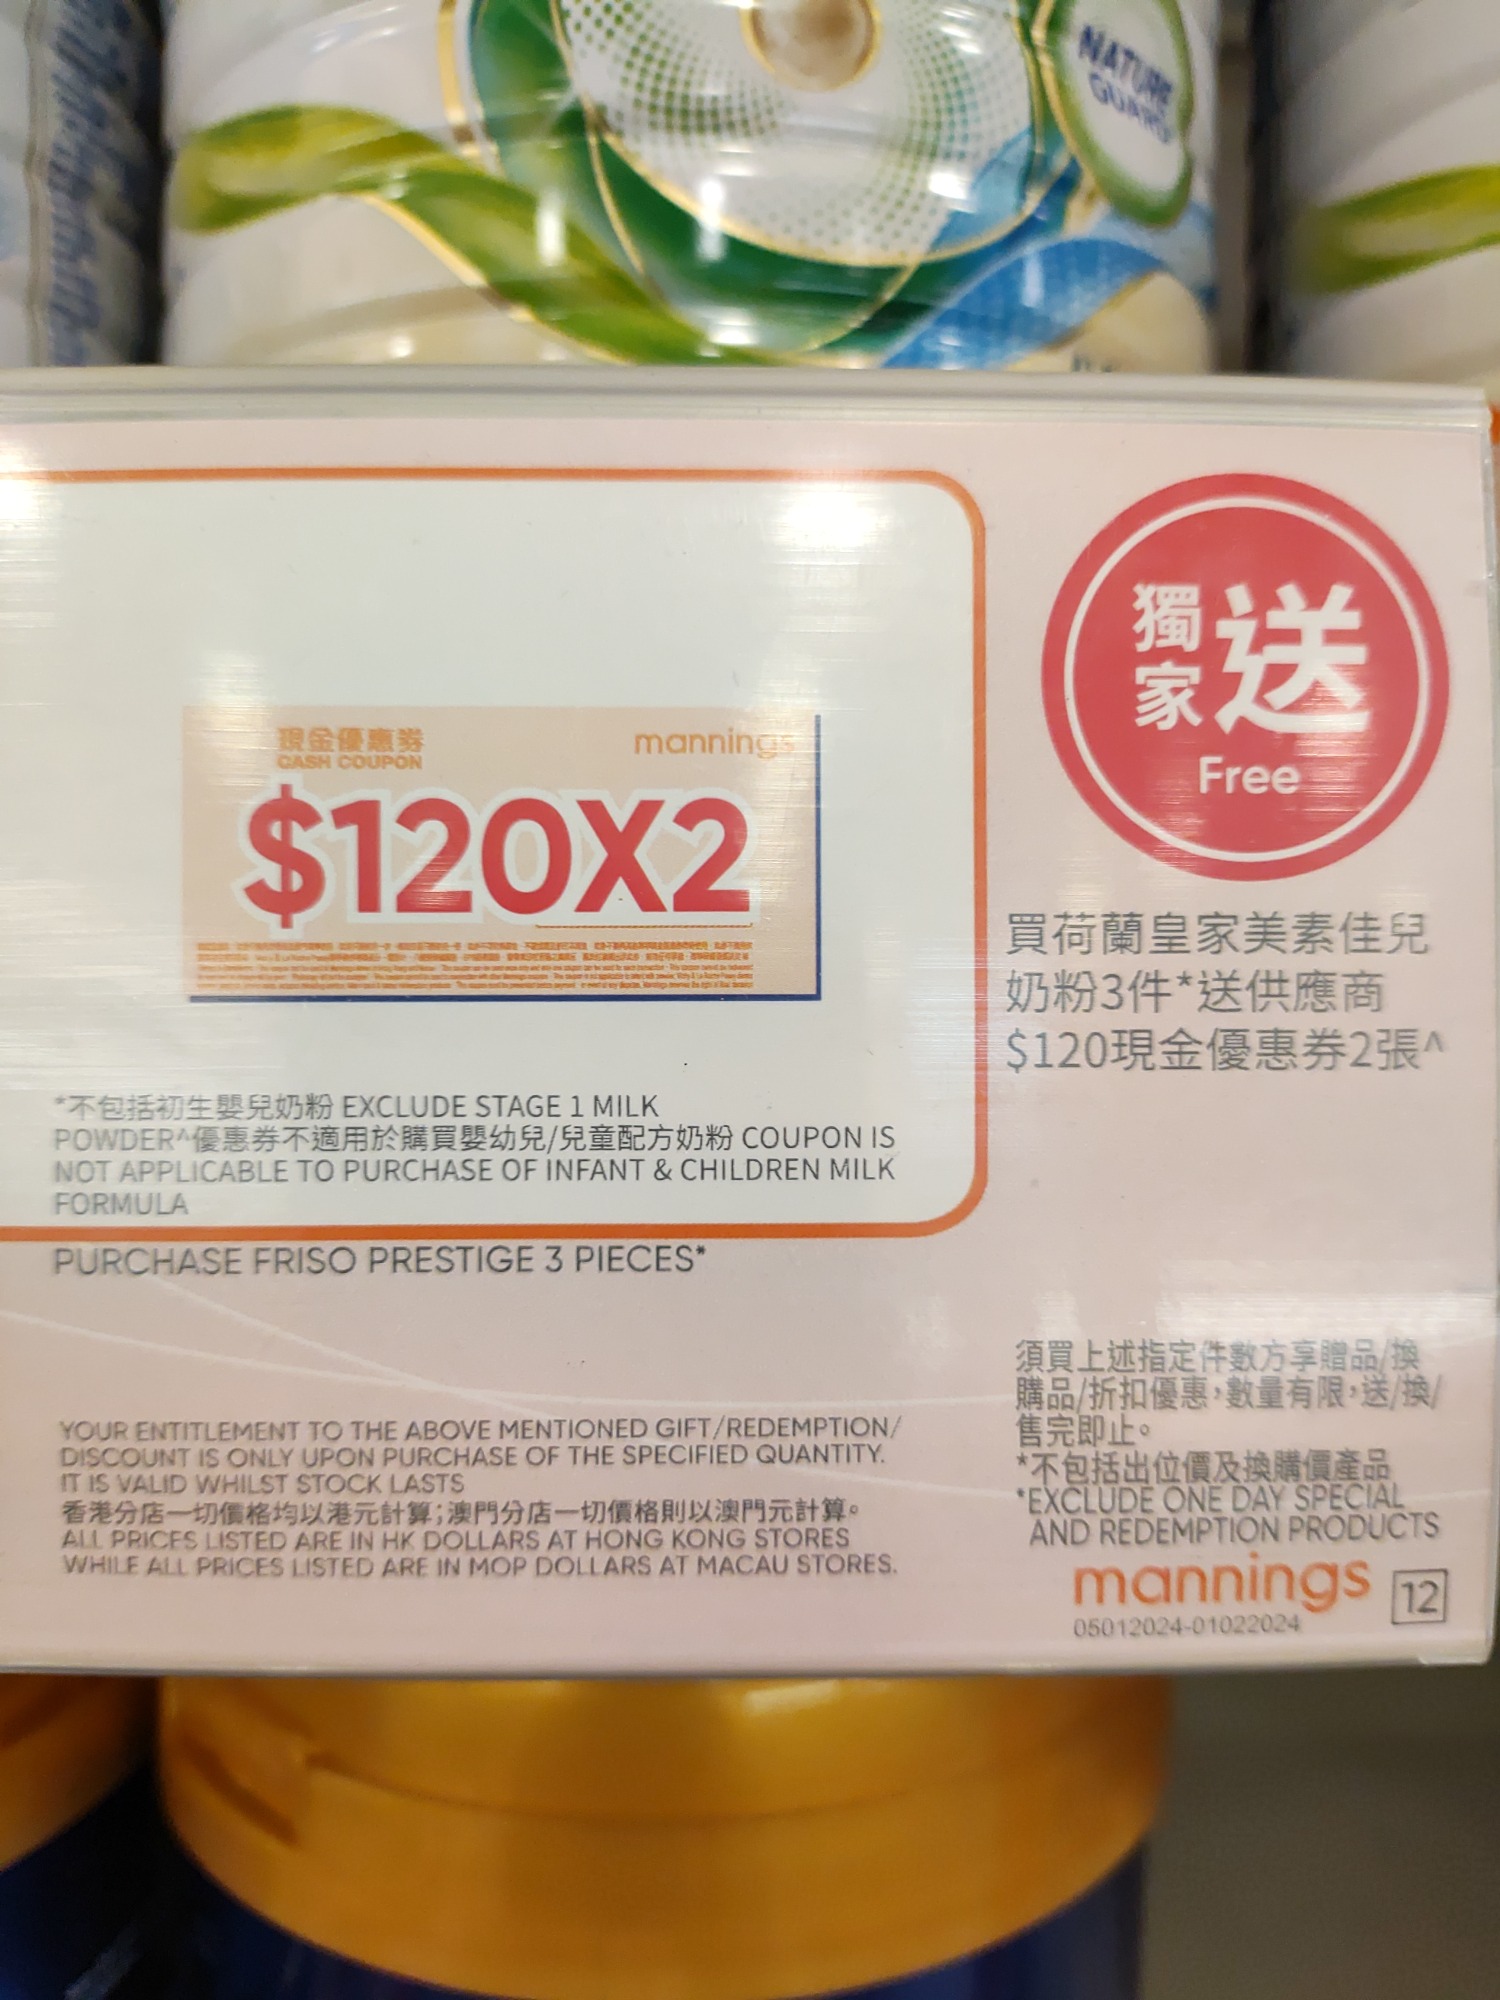 NATURE
GUARD
獨家送
Free
現金優惠券
CASH COUPON
mannings
$120X2
買荷蘭皇家美素佳兒
奶粉3件*送供應商
$120現金優惠券2張^
*不包括初生嬰兒奶粉 EXCLUDE STAGE 1 MILK
POWDER^優惠券不適用於購買嬰幼兒/兒童配方奶粉 COUPON IS
NOT APPLICABLE TO PURCHASE OF INFANT & CHILDREN MILK
FORMULA
PURCHASE FRISO PRESTIGE 3 PIECES*
YOUR ENTITLEMENT TO THE ABOVE MENTIONED GIFT/REDEMPTION/
DISCOUNT IS ONLY UPON PURCHASE OF THE SPECIFIED QUANTITY.
IT IS VALID WHILST STOCK LASTS
香港分店一切價格均以港元計算；澳門分店一切價格則以澳門元計算。
ALL PRICES LISTED ARE IN HK DOLLARS AT HONG KONG STORES
WHILE ALL PRICES LISTED ARE IN MOP DOLLARS AT MACAU STORES.
須買上述指定件數方享贈品/換
購品/折扣優惠，數量有限，送/換/
售完即止。
*不包括出位價及換購價產品
*EXCLUDE ONE DAY SPECIAL
AND REDEMPTION PRODUCTS
mannings 12
05012024-01022024